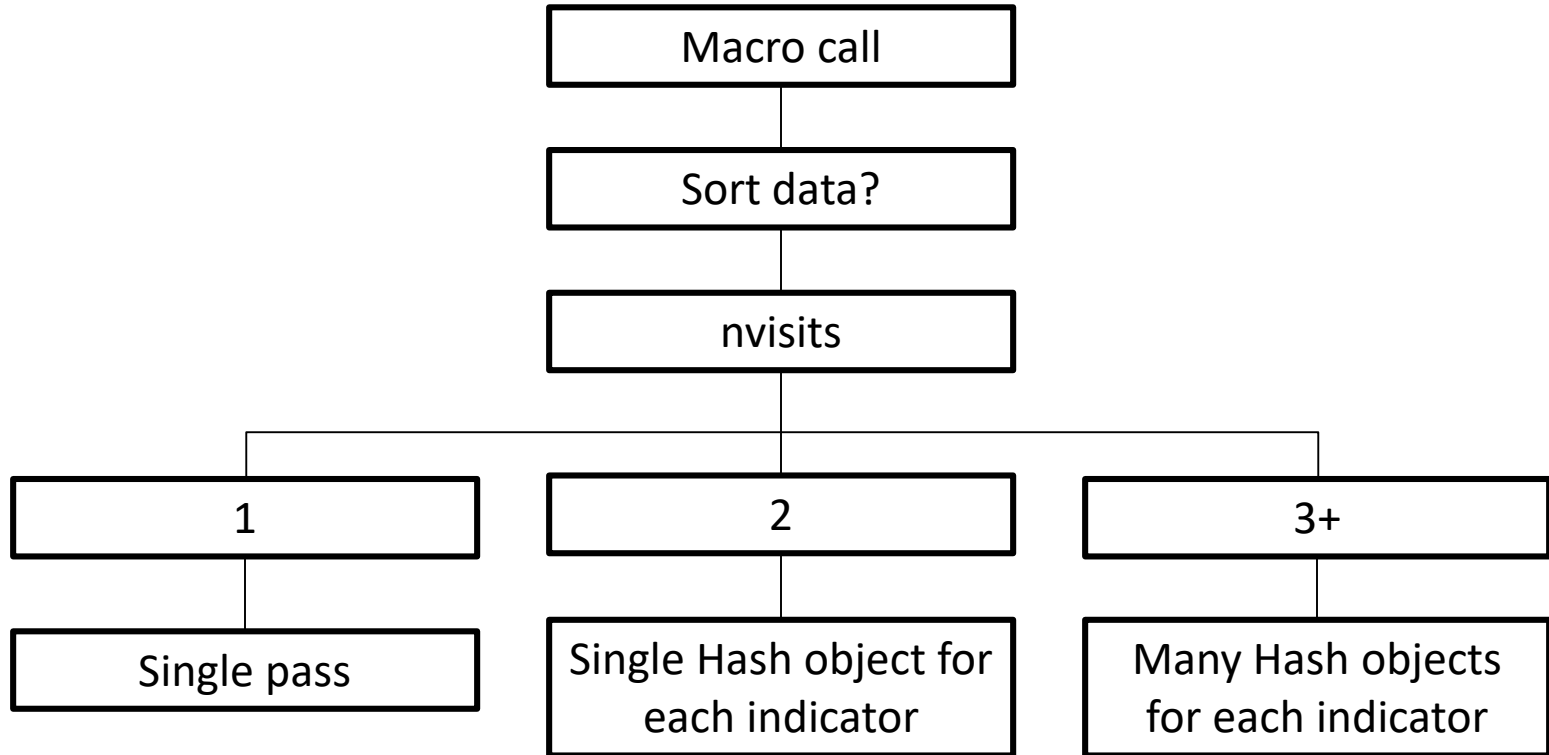 Macro call
Sort data?
nvisits
1
2
3+
Single pass
Single Hash object for
each indicator
Many Hash objects
for each indicator